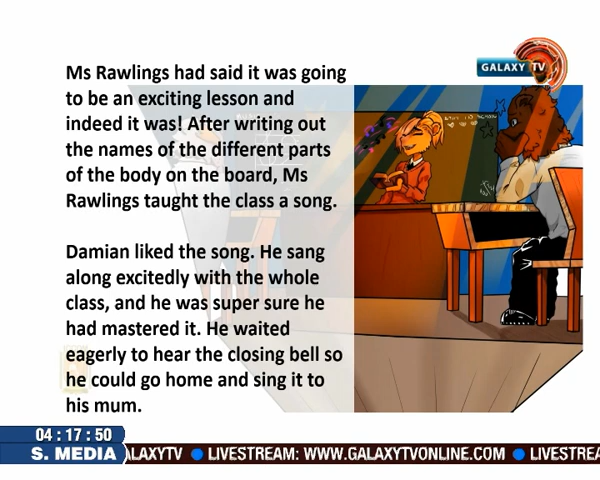 GALAXY TV
Ms Rawlings had said it was going
to be an exciting lesson and
indeed it was! After writing out
the names of the different parts
of the body on the board, Ms
Rawlings taught the class a song.
Damian liked the song. He sang
along excitedly with the whole
class, and he was super sure he
had mastered it. He waited
eagerly to hear the closing bell so
he could go home and sing it to
his mum.
04:17:50
S. MEDIA
ALAXYTV LIVESTREAM: WWW.GALAXYTVONLINE.COM LIVESTREA